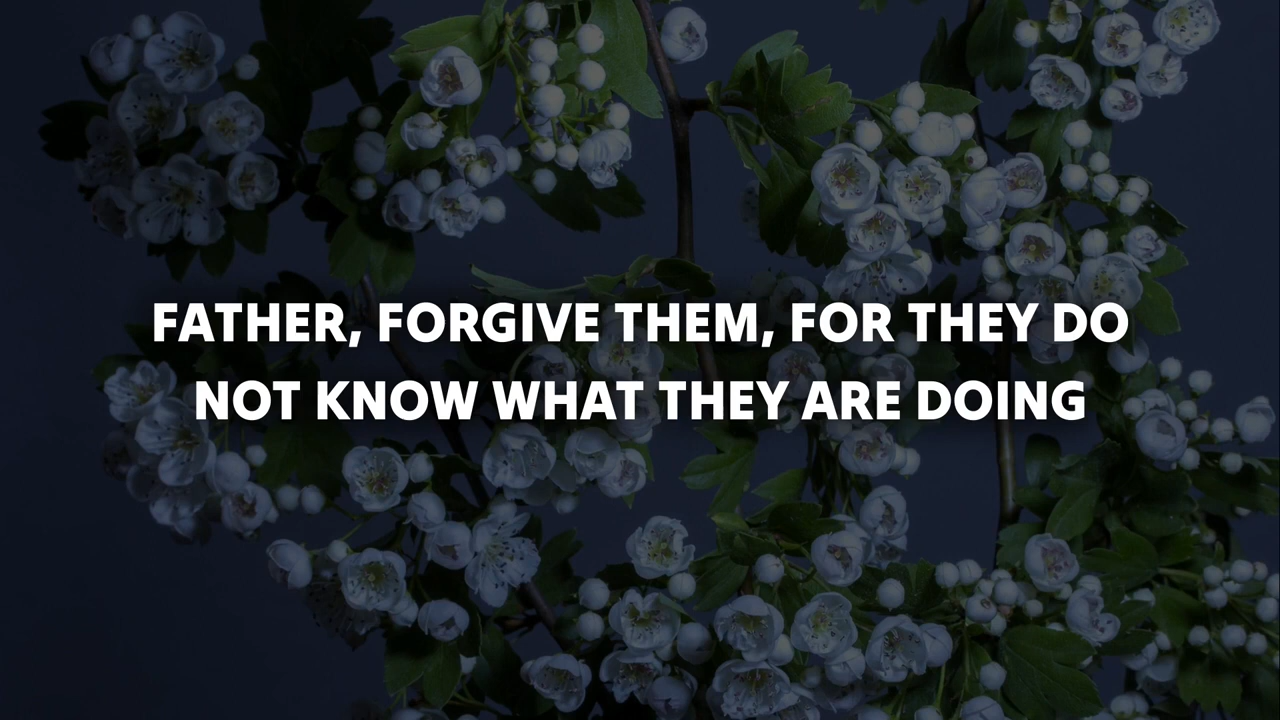 FATHER, FORGIVE THEM, FOR THEY DO
NOT KNOW WHAT THEY ARE DOING